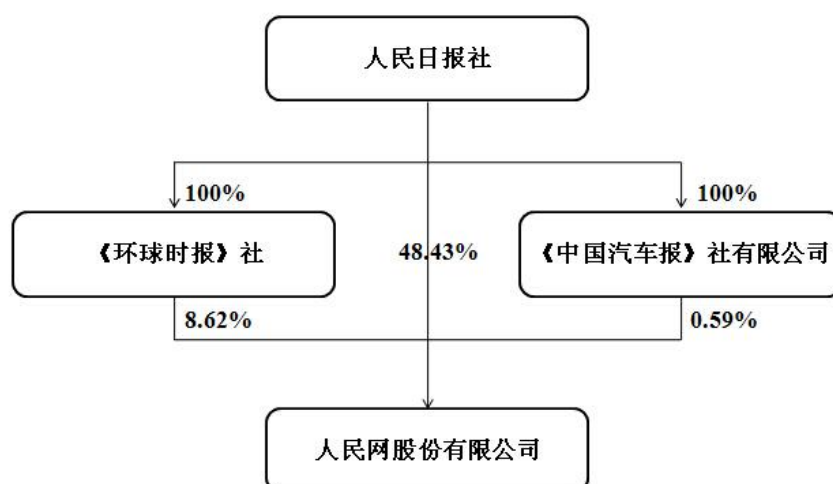 人民日报社
100%
100%
《环球时报》社
48.43%
《中国汽车报》社有限公司
8.62%
0.59%
人民网股份有限公司